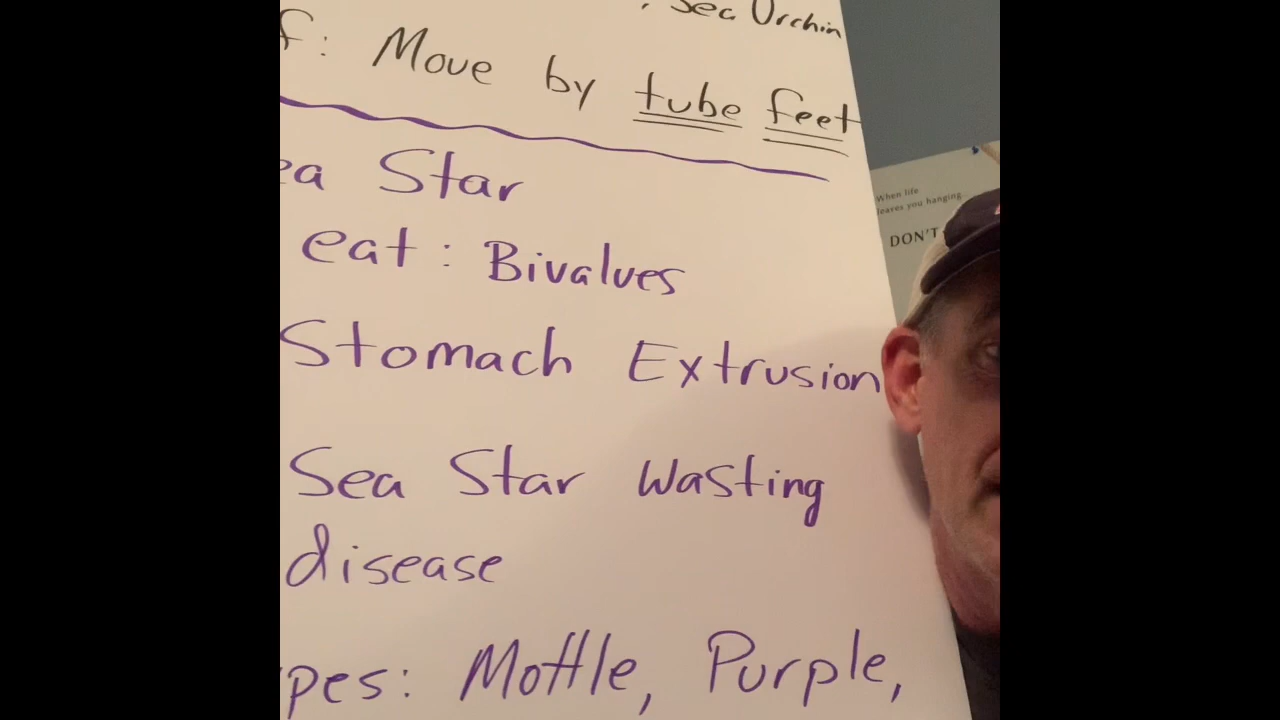 Sea Urchin
f: Move by tube feet
ea Star
eat: Bivalves
Stomach Extrusion
Sea Star Wasting
disease
pes: Mottle, Purple,
When life
leaves you hanging...
DON'T